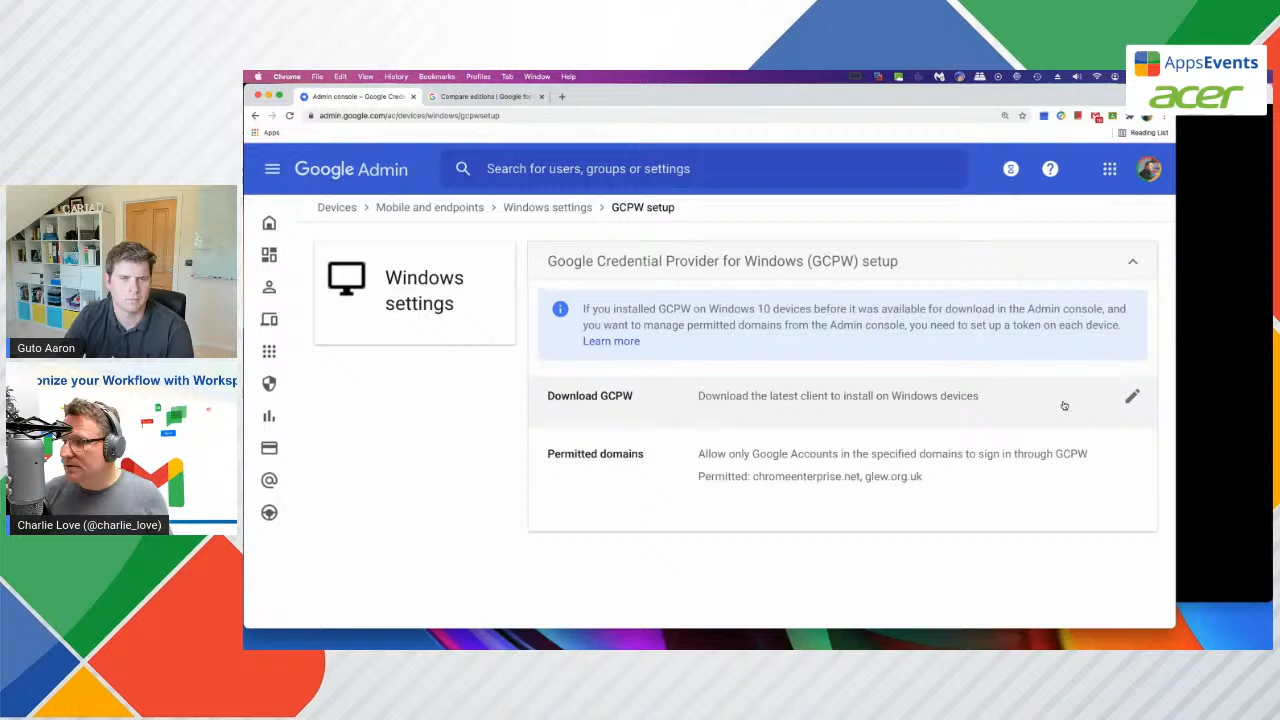 AppsEvents
acer
Chrome File Edit View History Bookmarks Profiles Tab Window Help
Admin console – Google Cred
Compare editions | Google for
admin.google.com/ac/devices/windows/gcpwsetup
Apps
Reading List
Google Admin
Search for users, groups or settings
Devices > Mobile and endpoints > Windows settings > GCPW setup
Windows
settings
Google Credential Provider for Windows (GCPW) setup
If you installed GCPW on Windows 10 devices before it was available for download in the Admin console, and
you want to manage permitted domains from the Admin console, you need to set up a token on each device.
Learn more
Download GCPW
Download the latest client to install on Windows devices
Permitted domains
Allow only Google Accounts in the specified domains to sign in through GCPW
Permitted: chromeenterprise.net, glew.org.uk
CARIAD
Guto Aaron
onize your Workflow with Worksp
Charlie Love (@charlie_love)